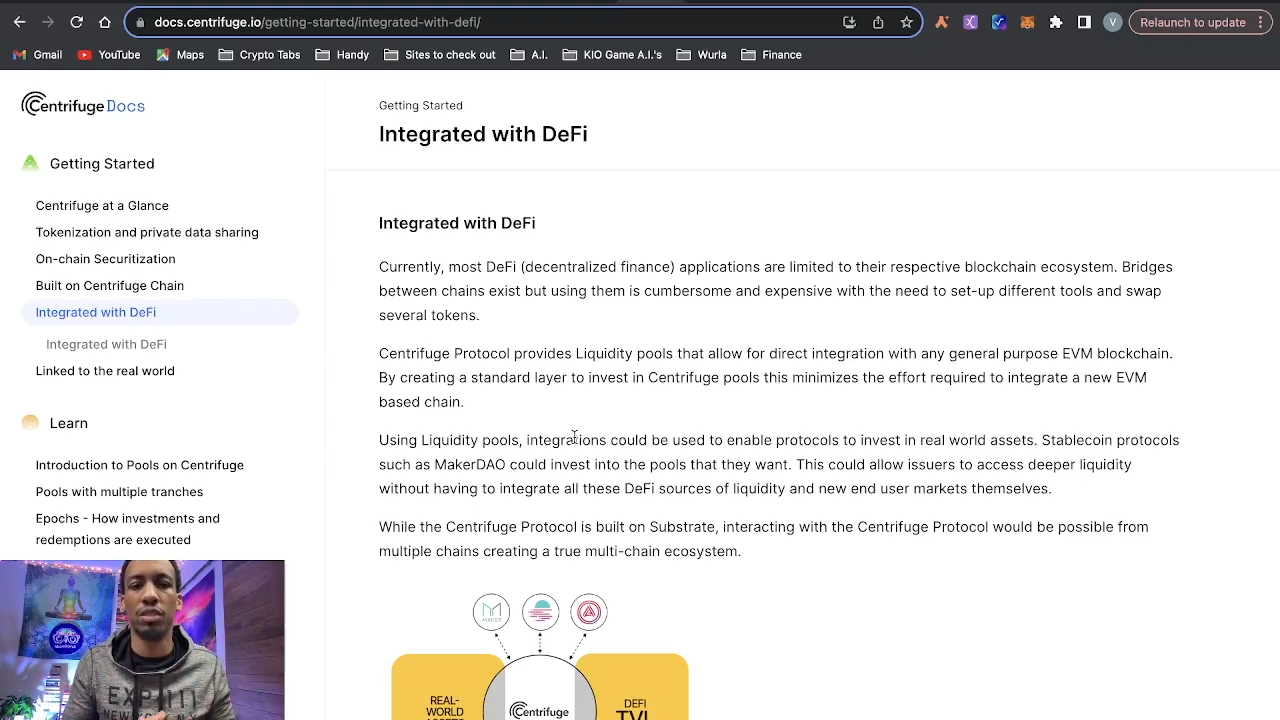 docs.centrifuge.io/getting-started/integrated-with-defi/
V
Relaunch to update
Gmail
YouTube
Maps
Crypto Tabs
Handy
Sites to check out
A.I.
KIO Game A.I.'s
Wurla
Finance
Centrifuge Docs
Getting Started
Centrifuge at a Glance
Tokenization and private data sharing
On-chain Securitization
Built on Centrifuge Chain
Integrated with DeFi
Integrated with DeFi
Linked to the real world
Learn
Introduction to Pools on Centrifuge
Pools with multiple tranches
Epochs - How investments and
redemptions are executed
Getting Started
Integrated with DeFi
Integrated with DeFi
Currently, most DeFi (decentralized finance) applications are limited to their respective blockchain ecosystem. Bridges
between chains exist but using them is cumbersome and expensive with the need to set-up different tools and swap
several tokens.
Centrifuge Protocol provides Liquidity pools that allow for direct integration with any general purpose EVM blockchain.
By creating a standard layer to invest in Centrifuge pools this minimizes the effort required to integrate a new EVM
based chain.
Using Liquidity pools, integrations could be used to enable protocols to invest in real world assets. Stablecoin protocols
such as MakerDAO could invest into the pools that they want. This could allow issuers to access deeper liquidity
without having to integrate all these DeFi sources of liquidity and new end user markets themselves.
While the Centrifuge Protocol is built on Substrate, interacting with the Centrifuge Protocol would be possible from
multiple chains creating a true multi-chain ecosystem.
MAKER
REAL-
WORLD
ASSETS
Centrifuge
DEFI
TVL